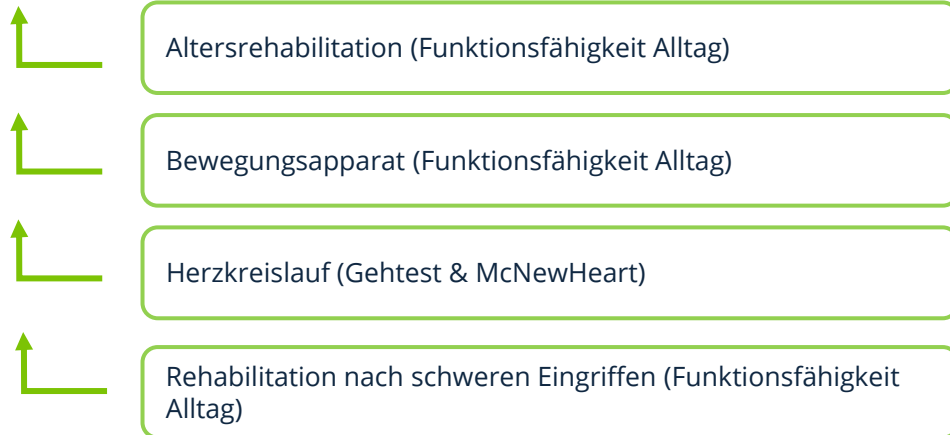 Altersrehabilitation (Funktionsfähigkeit Alltag)
Bewegungsapparat (Funktionsfähigkeit Alltag)
Herzkreislauf (Gehtest & McNewHeart)
Rehabilitation nach schweren Eingriffen (Funktionsfähigkeit
Alltag)